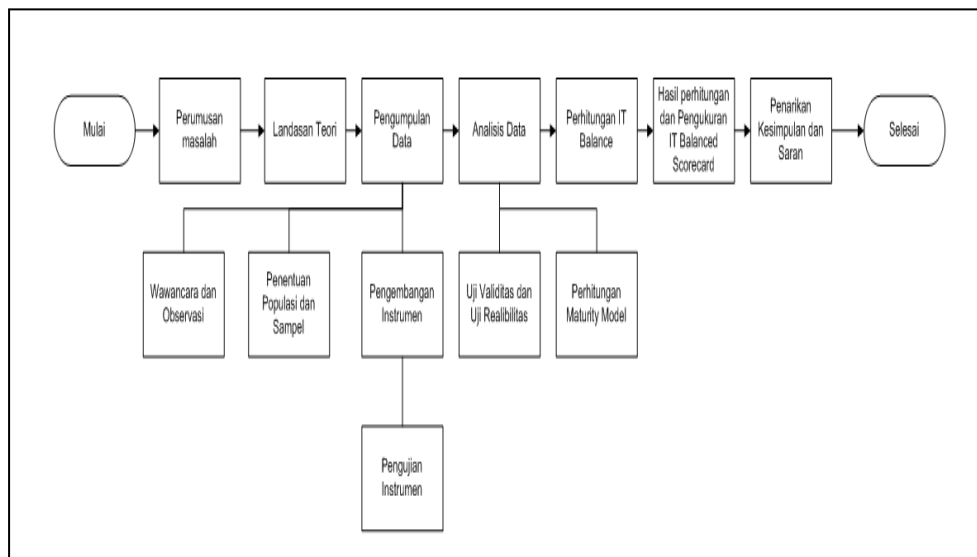 Mulai
Perumusan
masalah
Landasan Teori
Pengumpulan
Data
Analisis Data
Perhitungan IT
Balance
Hasil perhitungan
dan Pengukuran
IT Balanced
Scorecard
Penarikan
Kesimpulan dan
Saran
Selesai
Wawancara dan
Observasi
Penentuan
Populasi dan
Sampel
Pengembangan
Instrumen
Uji Validitas dan
Uji Realibilitas
Perhitungan
Maturity Model
Pengujian
Instrumen